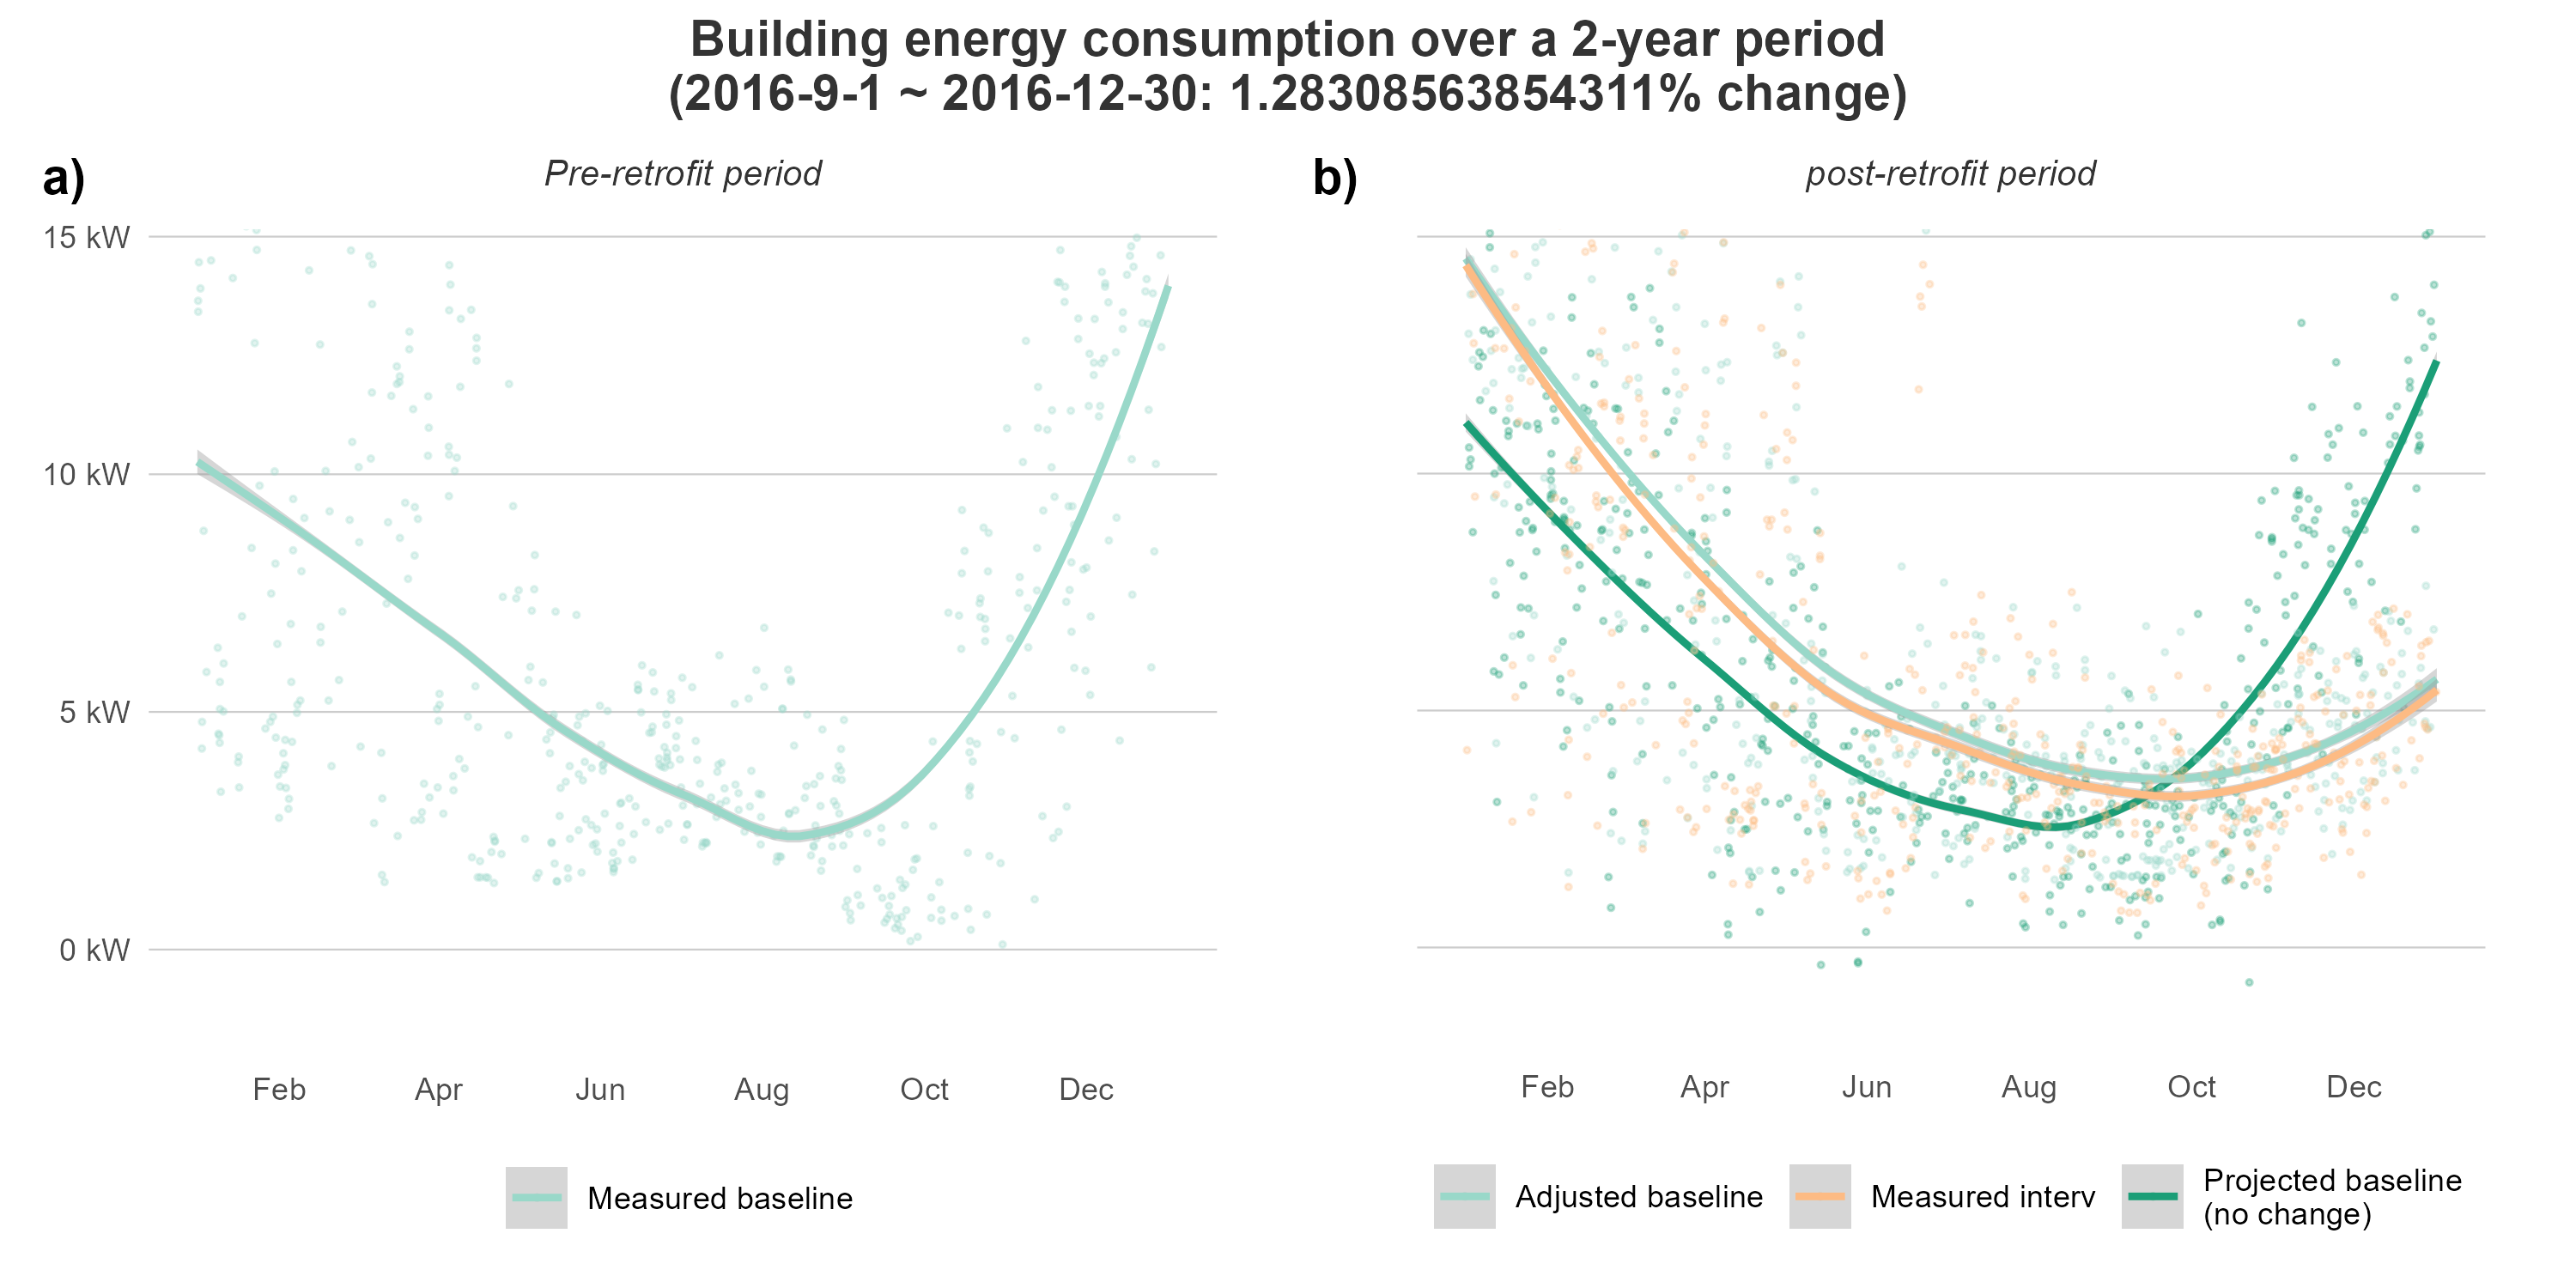 Building energy consumption over a 2-year period
(2016-9-1 ~ 2016-12-30: 1.28308563854311% change)
a)
Pre-retrofit period
15 kW
10 kW
5 kW
0 kW
Feb Apr Jun Aug Oct Dec
Measured baseline
b)
post-retrofit period
Feb Apr Jun Aug Oct Dec
Adjusted baseline
Measured interv
Projected baseline
(no change)